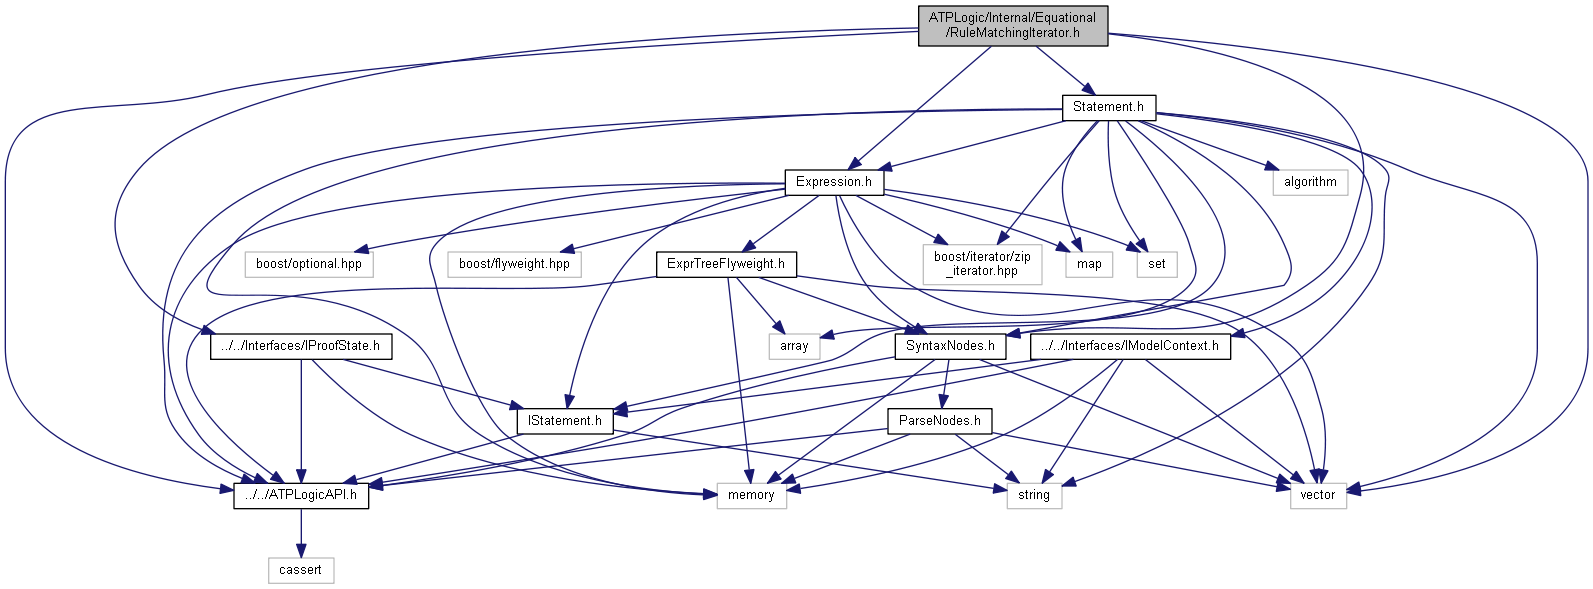 ATPLogic/Internal/Equational
/RuleMatchingIterator.h
Statement.h
Expression.h
algorithm
boost/optional.hpp
boost/flyweight.hpp
ExprTreeFlyweight.h
boost/iterator/zip
_iterator.hpp
map
set
../../Interfaces/IProofState.h
array
SyntaxNodes.h
../../Interfaces/IModelContext.h
IStatement.h
ParseNodes.h
../../ATPLogicAPI.h
memory
string
vector
cassert